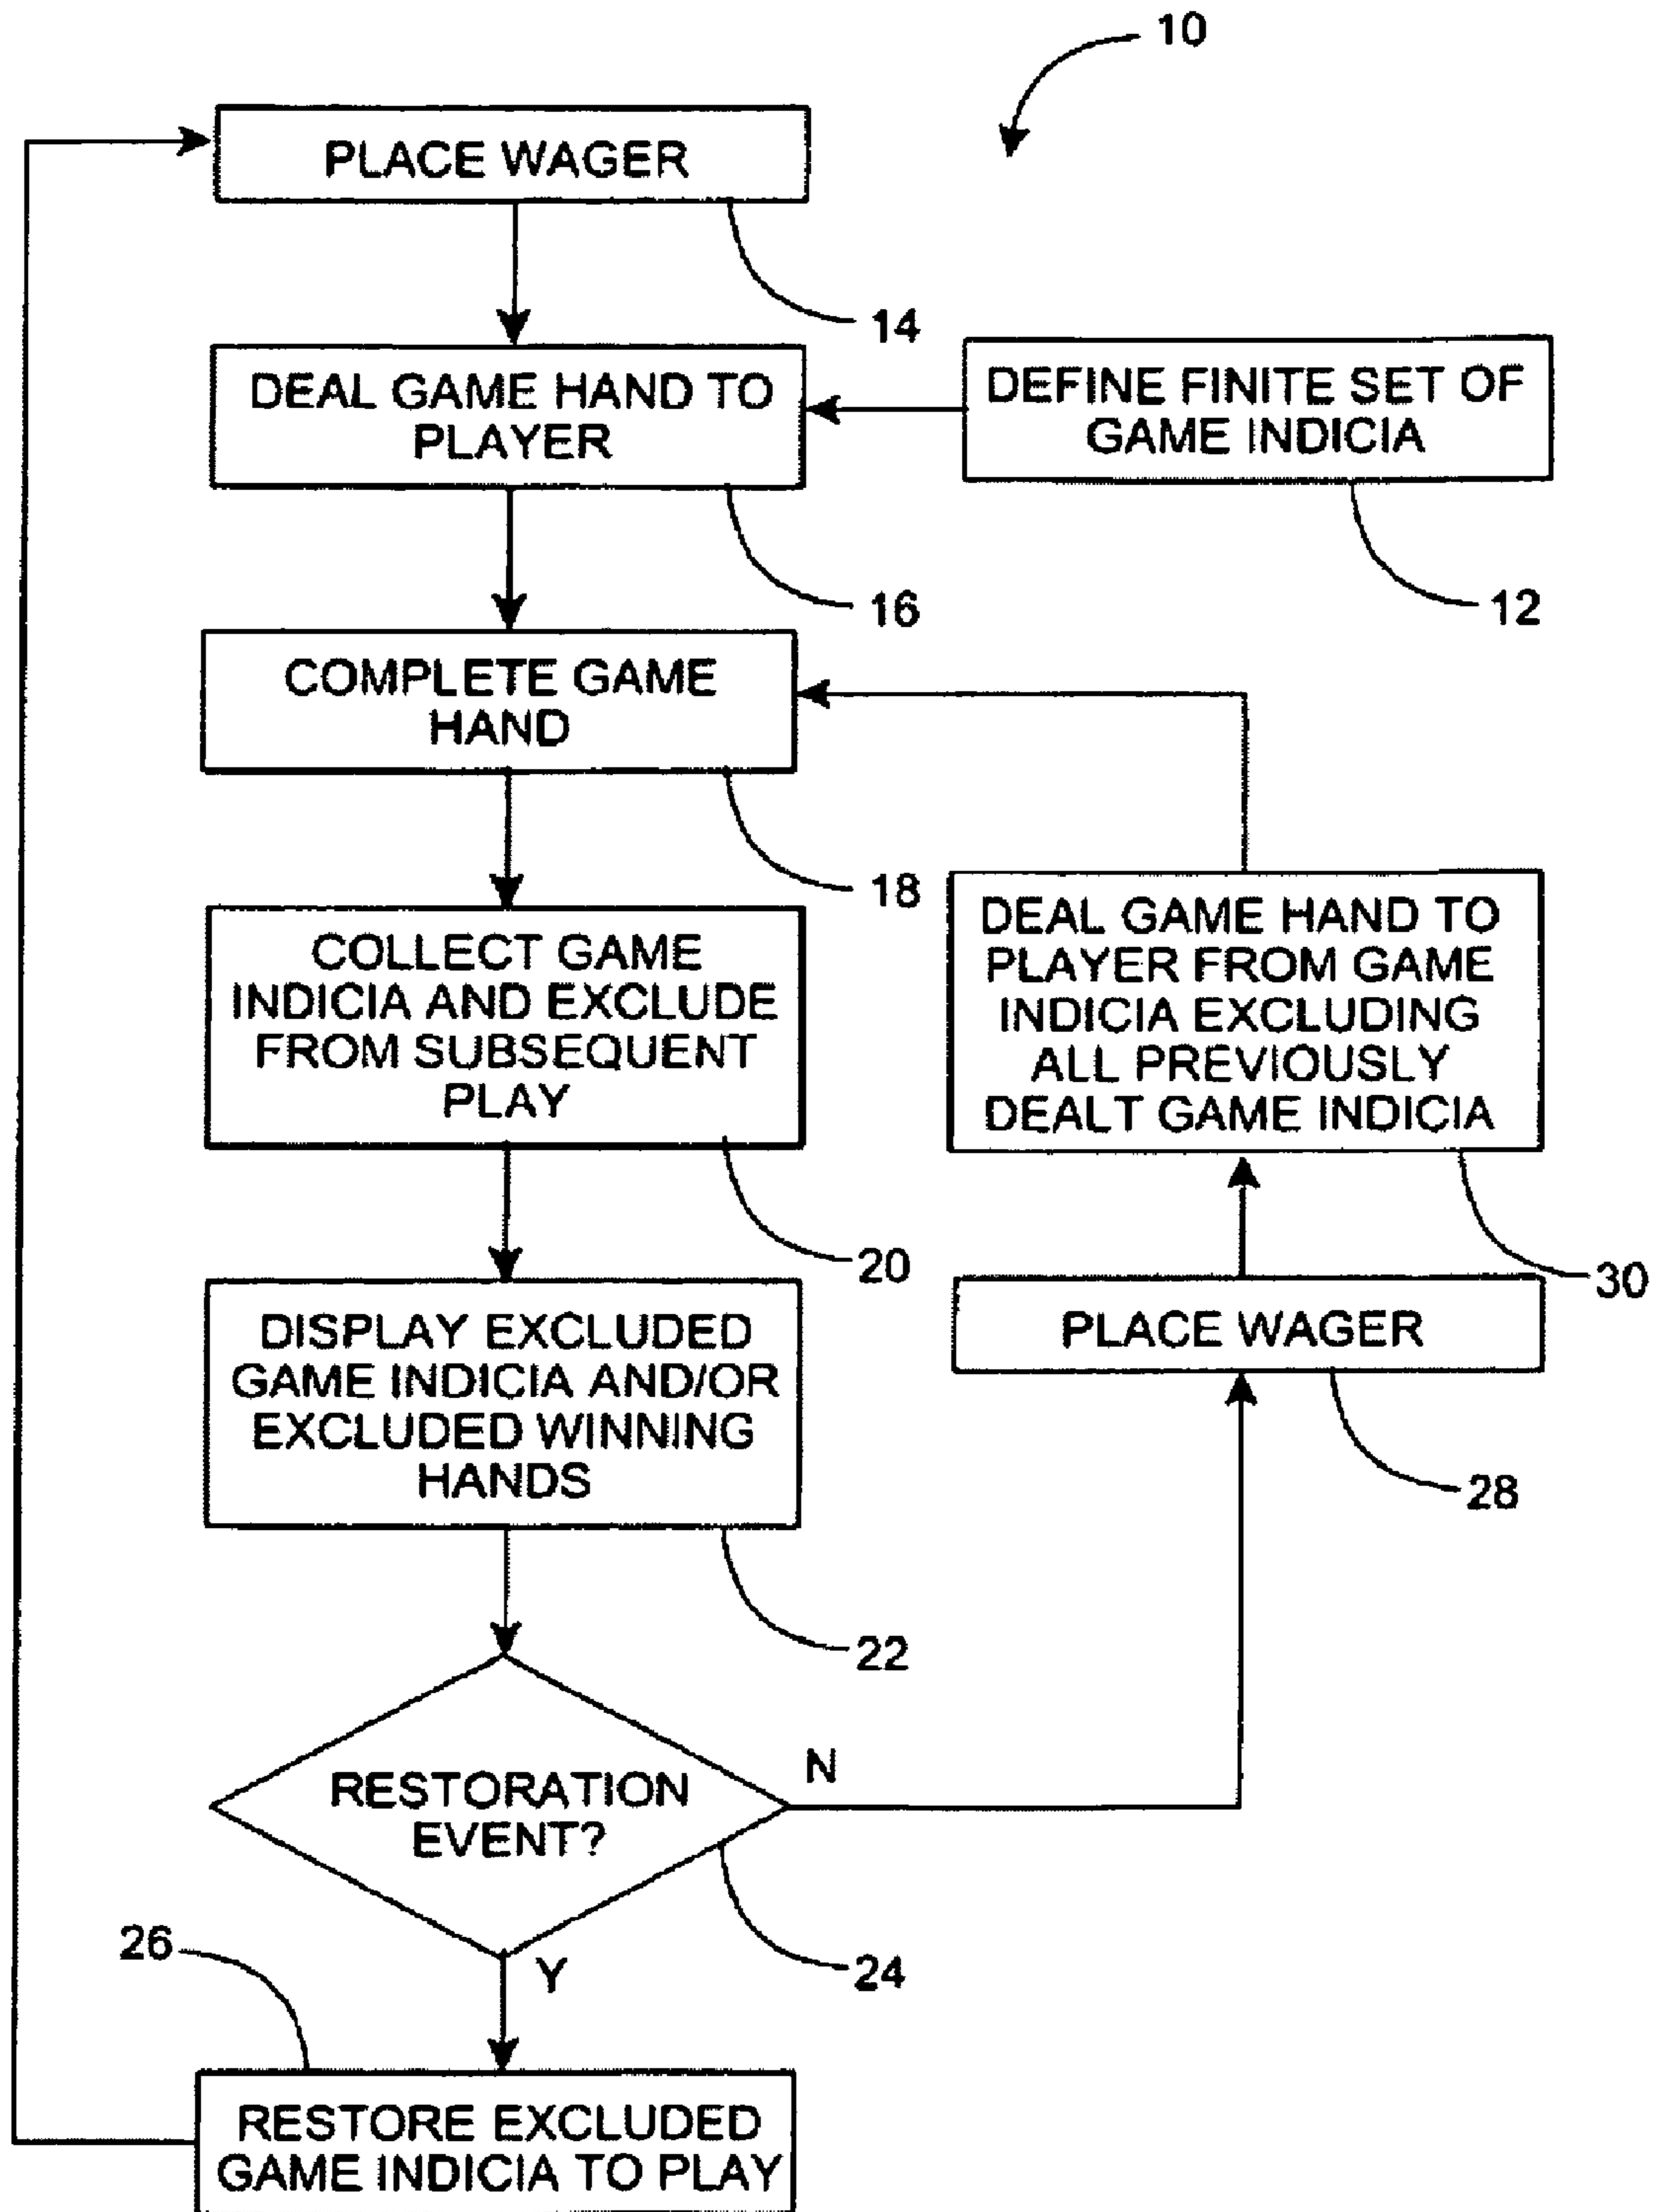 10
PLACE WAGER
14
DEAL GAME HAND TO
PLAYER
16
DEFINE FINITE SET OF
GAME INDICIA
12
COMPLETE GAME
HAND
18
COLLECT GAME
INDICIA AND EXCLUDE
FROM SUBSEQUENT
PLAY
20
DEAL GAME HAND TO
PLAYER FROM GAME
INDICIA EXCLUDING
ALL PREVIOUSLY
DEALT GAME INDICIA
30
DISPLAY EXCLUDED
GAME INDICIA AND/OR
EXCLUDED WINNING
HANDS
22
PLACE WAGER
28
RESTORATION
EVENT?
N
24
Y
26
RESTORE EXCLUDED
GAME INDICIA TO PLAY